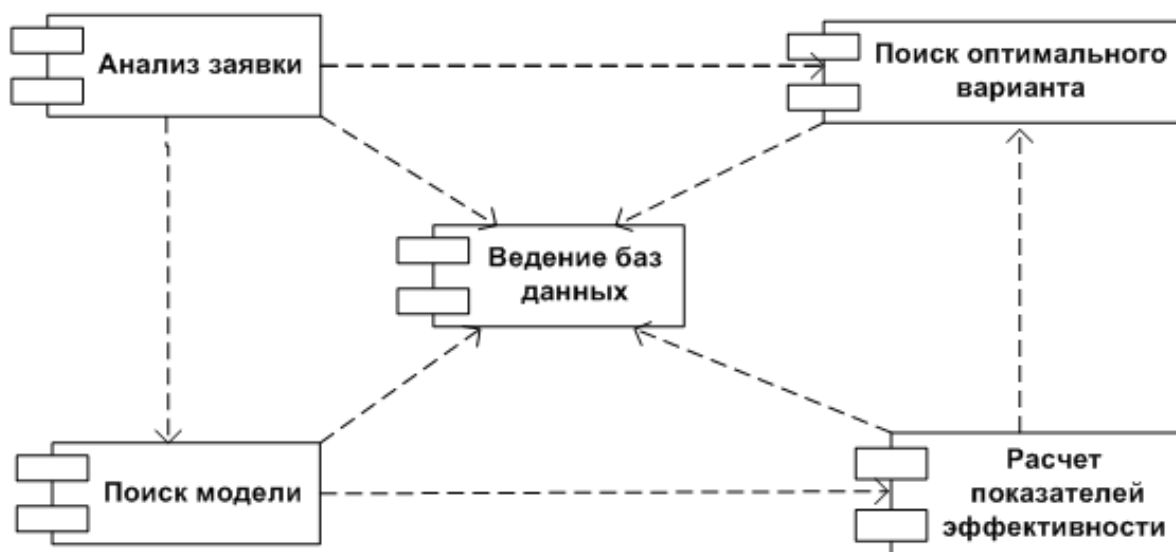 Анализ заявки
Поиск оптимального
варианта
Ведение баз
данных
Поиск модели
Расчет
показателей
эффективности